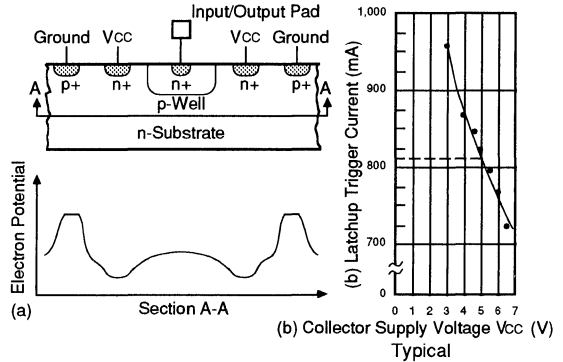 Input/Output Pad
Ground VCC VCC Ground
A A
p+ n+ n+ n+ p+
p-Well
n-Substrate
Electron Potential
(a) Section A-A
(b) Latchup Trigger Current (mA)
1,000
900
800
700
0
0 1 2 3 4 5 6 7
(b) Collector Supply Voltage VCC (V)
Typical